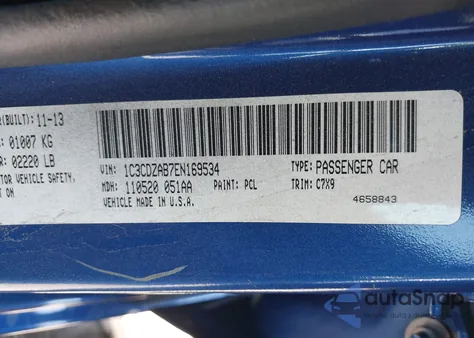 R(BUILT): 11-13
: 01007 KG
R: 02220 LB
TOR VEHICLE SAFETY,
T ON
VIN: 1C3CDZAB7EN169534 TYPE: PASSENGER CAR
MDH: 110520 051AA PAINT: PCL TRIM: C7X9
VEHICLE MADE IN U.S.A. 4658843
autoSnap